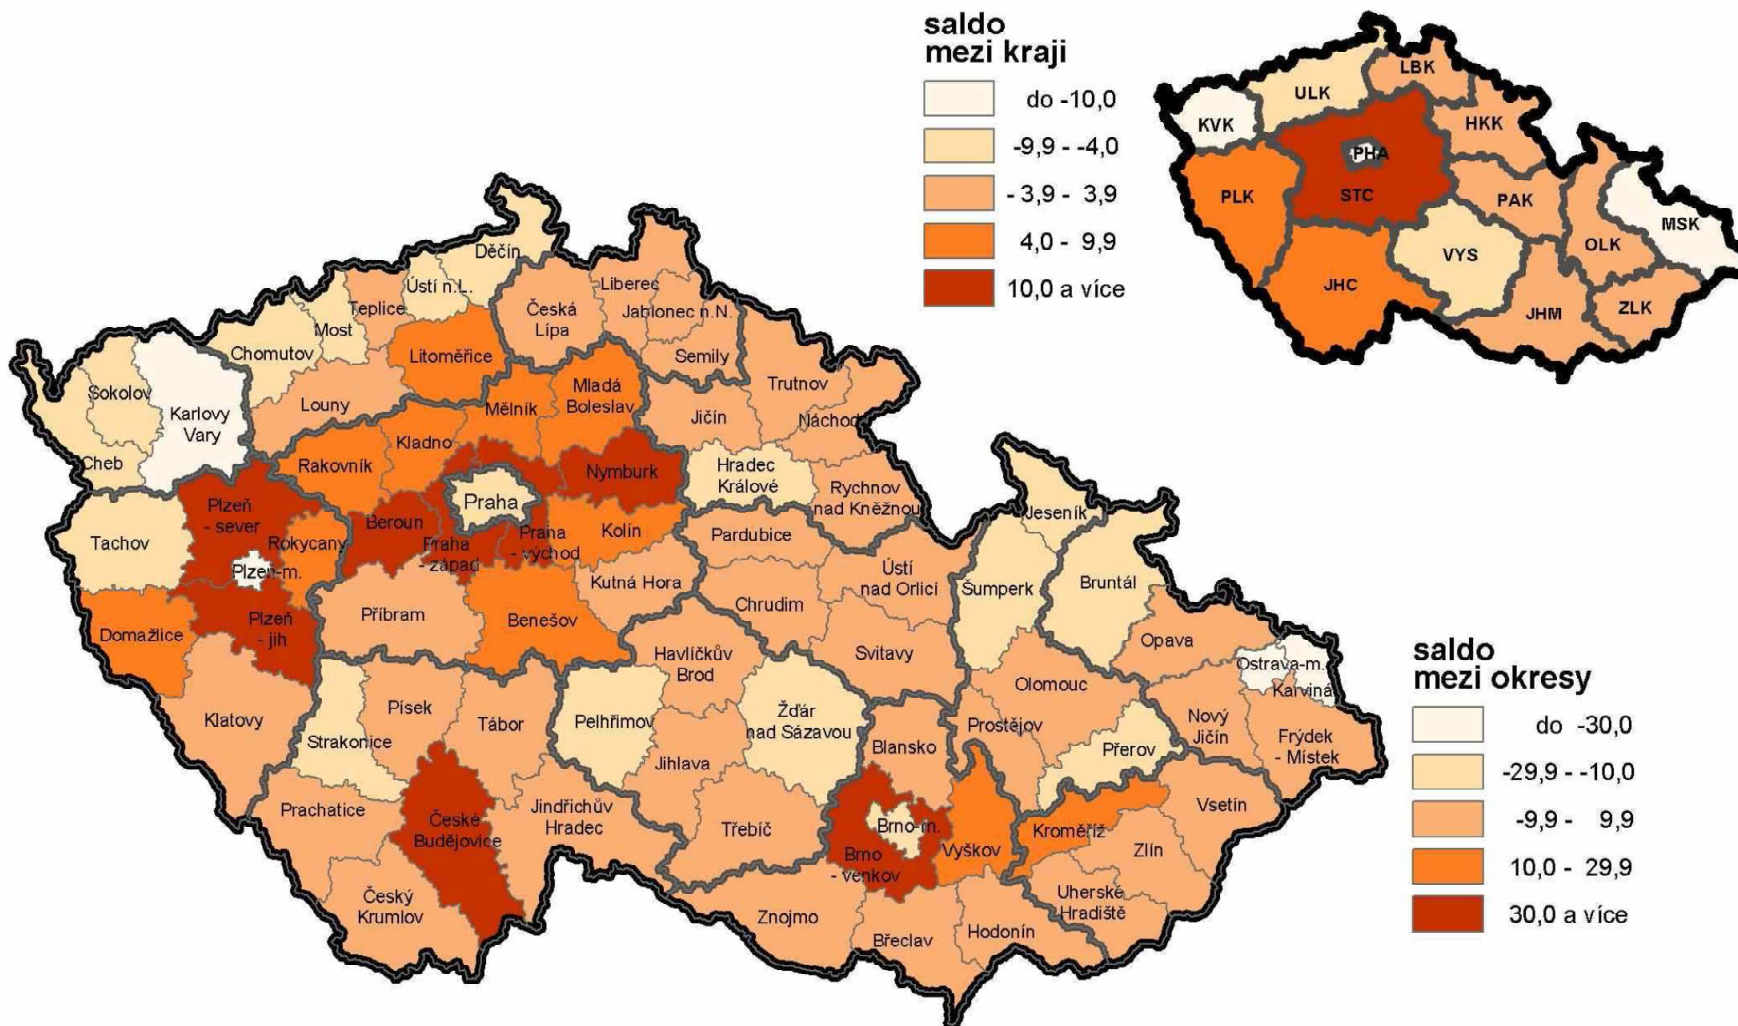 saldo
mezi kraji
do -10,0
-9,9 - -4,0
- 3,9 - 3,9
4,0 - 9,9
10,0 a více
LBK
ULK
KVK
HKK
PHA
PLK
STC
PAK
MSK
OLK
VYS
JHC
ZLK
JHM
Děčín
Ústí n.L.
Liberec
Teplice
Česká
Lípa
Jablonec n.N.
Most
Chomutov
Litoměřice
Semily
Trutnov
Sokolov
Mladá
Boleslav
Karlovy
Vary
Louny
Mělník
Jičín
Náchod
Kladno
Cheb
Rakovník
Nymburk
Hradec
Králové
Rychnov
nad Kněžnou
Plzeň
- sever
Praha
Beroun
Jeseník
Tachov
Rokycany
Praha
- západ
Praha
- východ
Kolín
Pardubice
Plzeň-m.
Kutná Hora
Ústí
nad Orlicí
Šumperk
Bruntál
Příbram
Benešov
Chrudim
Domažlice
Plzeň
- jih
Opava
Havlíčkův
Brod
Svitavy
Ostrava-m.
Karviná
Olomouc
Klatovy
Písek
Tábor
Pelhřimov
Žďár
nad Sázavou
Prostějov
Nový
Jičín
Frýdek
- Místek
Strakonice
Blansko
Přerov
Jihlava
Prachatice
Jindřichův
Hradec
Vsetín
České
Budějovice
Třebíč
Brno-m.
Kroměříž
Vyškov
Zlín
Brno
- venkov
Český
Krumlov
Uherské
Hradiště
Znojmo
Hodonín
Břeclav
saldo
mezi okresy
do -30,0
-29,9 - -10,0
-9,9 - 9,9
10,0 - 29,9
30,0 a více